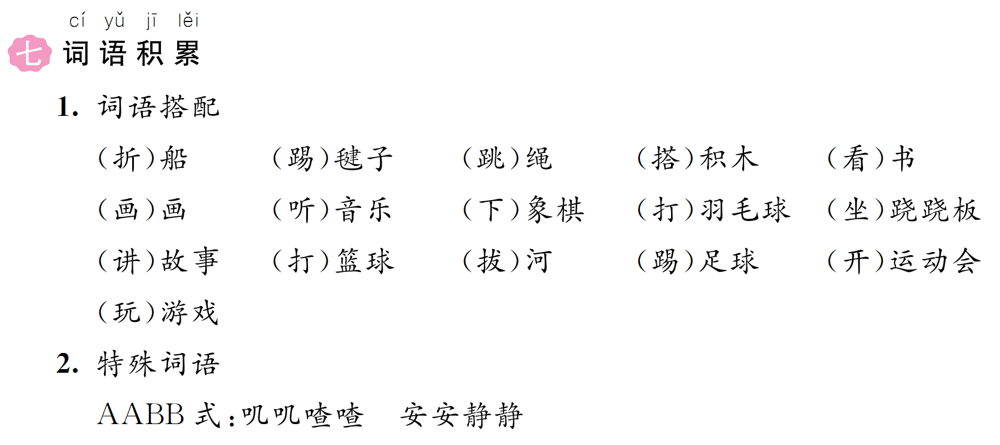 cí yǔ jī lěi
七 词语积累
1. 词语搭配
（折）船 （踢）毽子 （跳）绳 （搭）积木 （看）书
（画）画 （听）音乐 （下）象棋 （打）羽毛球 （坐）跷跷板
（讲）故事 （打）篮球 （拔）河 （踢）足球 （开）运动会
（玩）游戏
2. 特殊词语
AABB 式：叽叽喳喳 安安静静